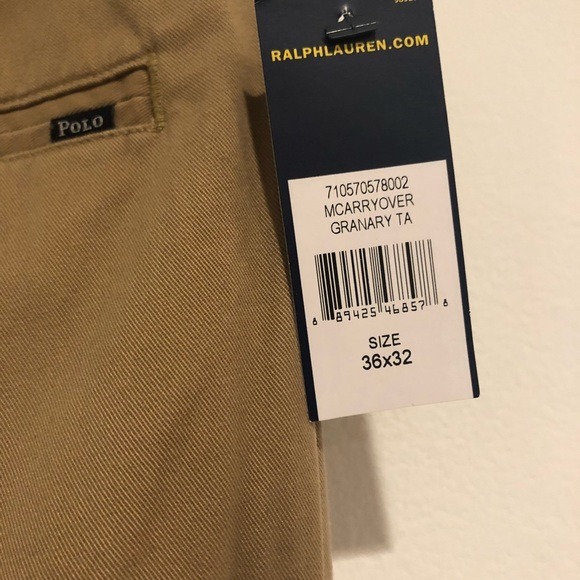 RALPHLAUREN.COM
POLO
710570578002
MCARRYOVER
GRANARY TA
8 89425 46857 8
SIZE
36x32